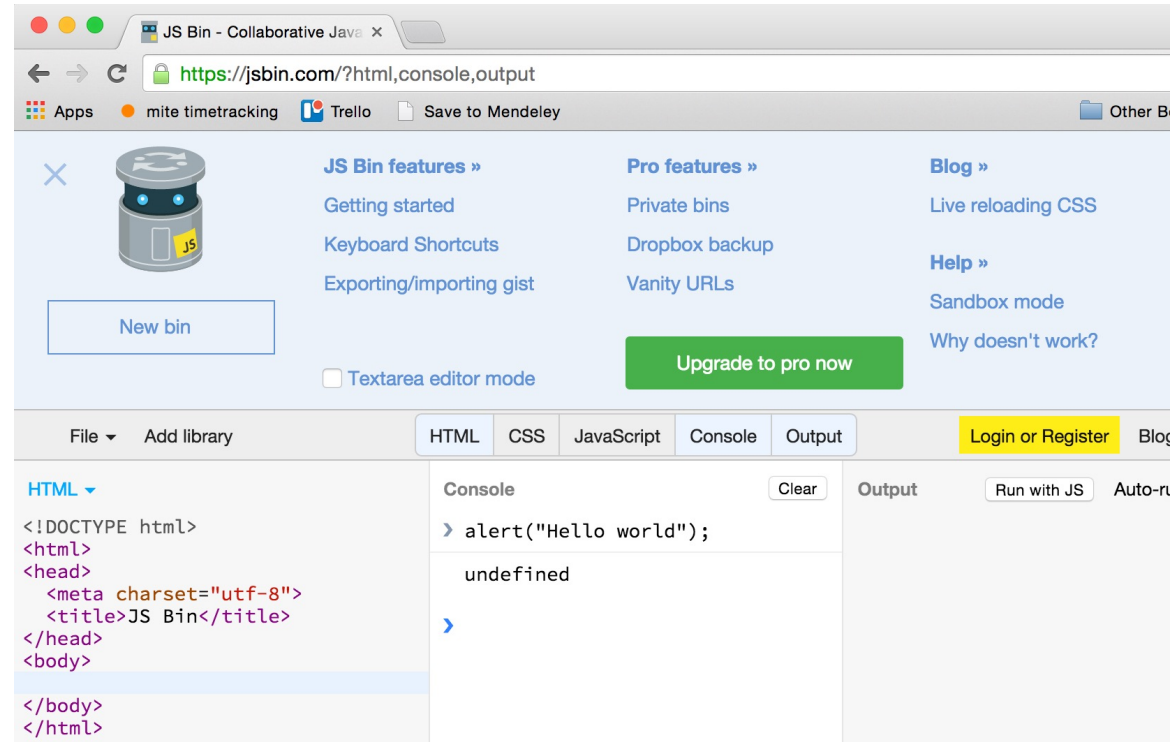 JS Bin - Collaborative Java
https://jsbin.com/?html,console,output
Apps mite timetracking Trello Save to Mendeley Other B
JS Bin features »
Getting started
Keyboard Shortcuts
Exporting/importing gist
Pro features »
Private bins
Dropbox backup
Vanity URLs
Blog »
Live reloading CSS
Help »
Sandbox mode
Why doesn't work?
JS
New bin
Textarea editor mode
Upgrade to pro now
File Add library HTML CSS JavaScript Console Output Login or Register Blog
HTML
<!DOCTYPE html>
<html>
<head>
<meta charset="utf-8">
<title>JS Bin</title>
</head>
<body>
</body>
</html>
Console Clear
❯ alert("Hello world");
undefined
❯
Output Run with JS Auto-ru